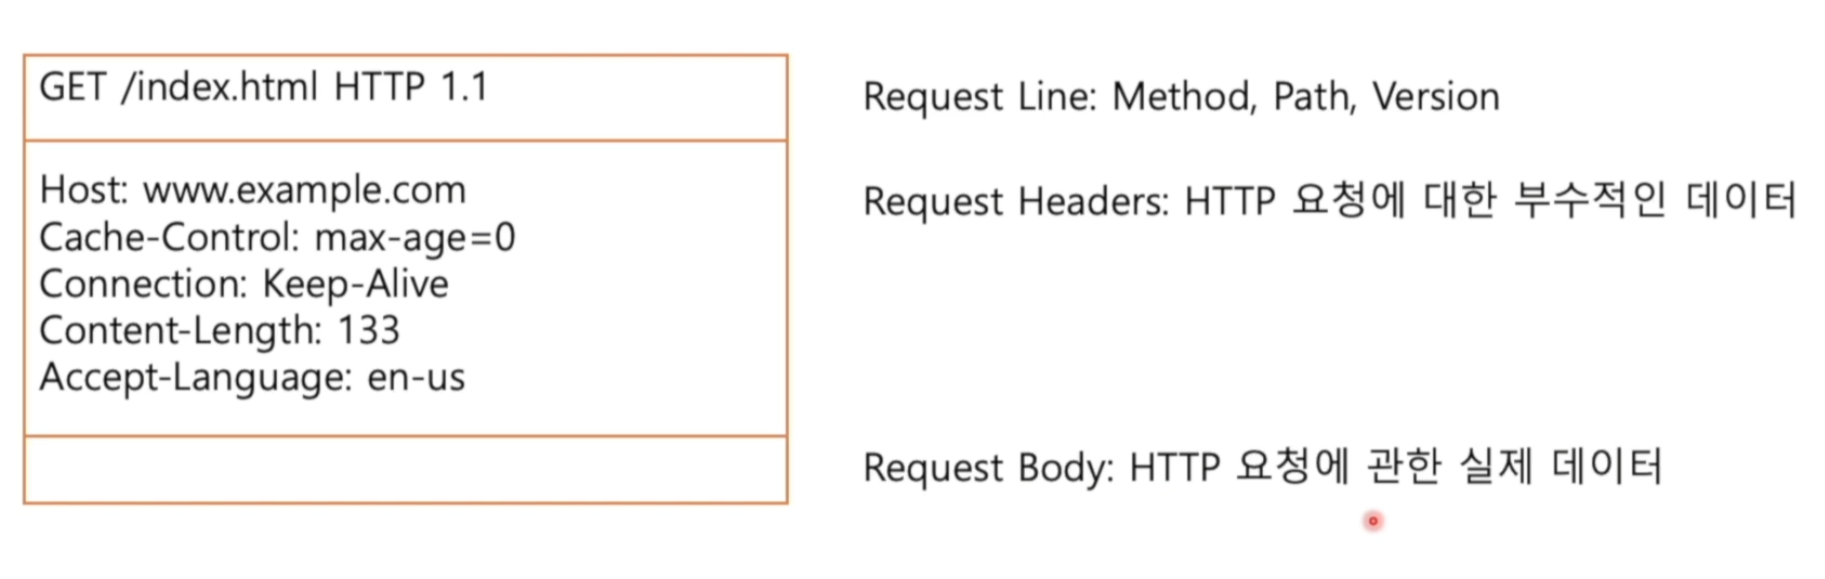 GET /index.html HTTP 1.1
Request Line: Method, Path, Version
Host: www.example.com
Request Headers: HTTP 요청에 대한 부수적인 데이터
Cache-Control: max-age=0
Connection: Keep-Alive
Content-Length: 133
Accept-Language: en-us
Request Body: HTTP 요청에 관한 실제 데이터